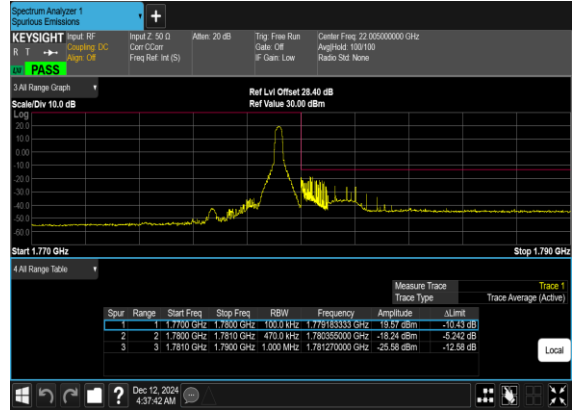 Spectrum Analyzer 1
Spurious Emissions
+
KEYSIGHT Input: RF Input Z: 50 Ω Atten: 20 dB Trig: Free Run Center Freq: 22.005000000 GHz
R T Coupling: DC Corr CCorr Gate: Off Avg|Hold: 100/100
Align: Off Freq Ref: Int (S) IF Gain: Low Radio Std: None
PASS
3 All Range Graph
Ref Lvl Offset 28.40 dB
Scale/Div 10.0 dB Ref Value 30.00 dBm
Log
20.0
10.0
0.00
-10.0
-20.0
-30.0
-40.0
-50.0
-60.0
Start 1.770 GHz Stop 1.790 GHz
4 All Range Table
Measure Trace Trace 1
Trace Type Trace Average (Active)
Spur Range Start Freq Stop Freq RBW Frequency Amplitude ΔLimit
1 1 1.7700 GHz 1.7800 GHz 100.0 kHz 1.779183333 GHz 19.57 dBm -10.43 dB
2 2 1.7800 GHz 1.7810 GHz 470.0 kHz 1.780355000 GHz -18.24 dBm -5.242 dB
3 3 1.7810 GHz 1.7900 GHz 1.000 MHz 1.781270000 GHz -25.58 dBm -12.58 dB
Local
? Dec 12, 2024
4:37:42 AM